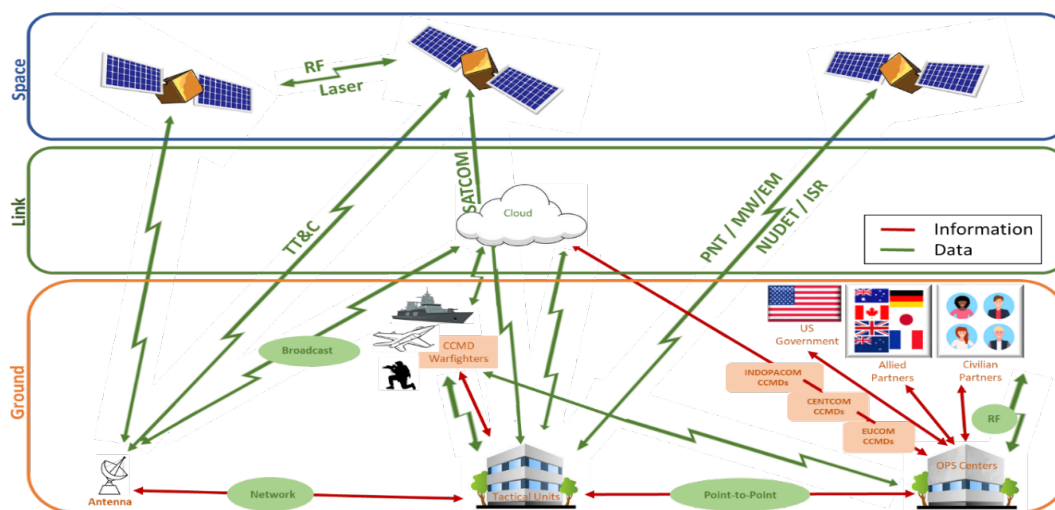 Space
RF
Laser
Link
TT&C
SATCOM
Cloud
PNT / MW/EM
NUDET / ISR
Information
Data
Ground
Broadcast
CCMD
Warfighters
US
Government
Allied
Partners
Civilian
Partners
INDOPACOM
CCMDs
CENTCOM
CCMDs
EUCOM
CCMDs
RF
Antenna
Network
Tactical Units
Point-to-Point
OPS Centers